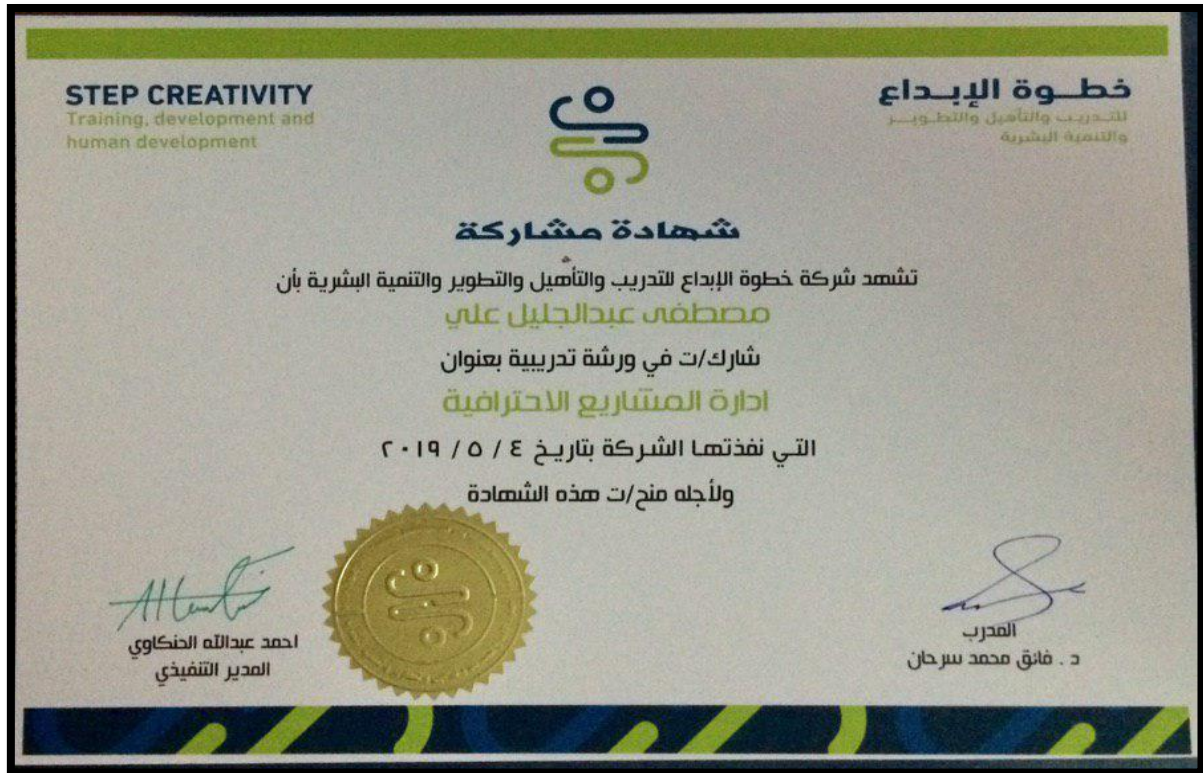 STEP CREATIVITY
Training, development and
human development
خطوة الإبداع
للتدريب والتأهيل والتطوير
والتنمية البشرية
شهادة مشاركة
تشهد شركة خطوة الإبداع للتدريب والتأهيل والتطوير والتنمية البشرية بأن
مصطفى عبدالجليل علي
شارك/ت في ورشة تدريبية بعنوان
ادارة المشاريع الاحترافية
التي نفذتها الشركة بتاريخ ٤ / ٥ / ٢٠١٩
ولأجله منح/ت هذه الشهادة
المدرب
د . فائق محمد سرحان
احمد عبدالله الحنكاوي
المدير التنفيذي